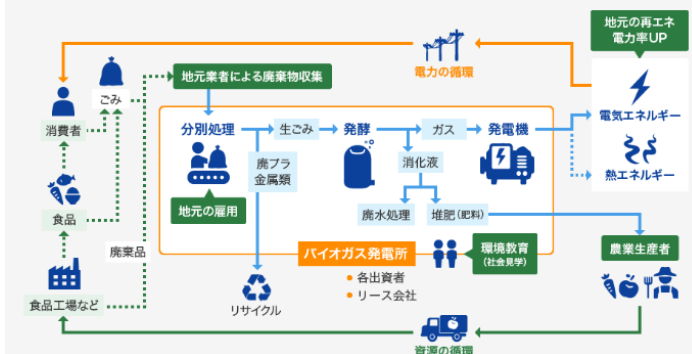 地元の再エネ
電力率UP
電力の循環
地元業者による廃棄物収集
ごみ
消費者
分別処理
生ごみ
発酵
ガス
発電機
電気エネルギー
廃プラ
金属類
消化液
熱エネルギー
地元の雇用
食品
廃水処理
堆肥(肥料)
廃棄品
バイオガス発電所
環境教育
(社会見学)
農業生産者
各出資者
リース会社
食品工場など
リサイクル
資源の循環